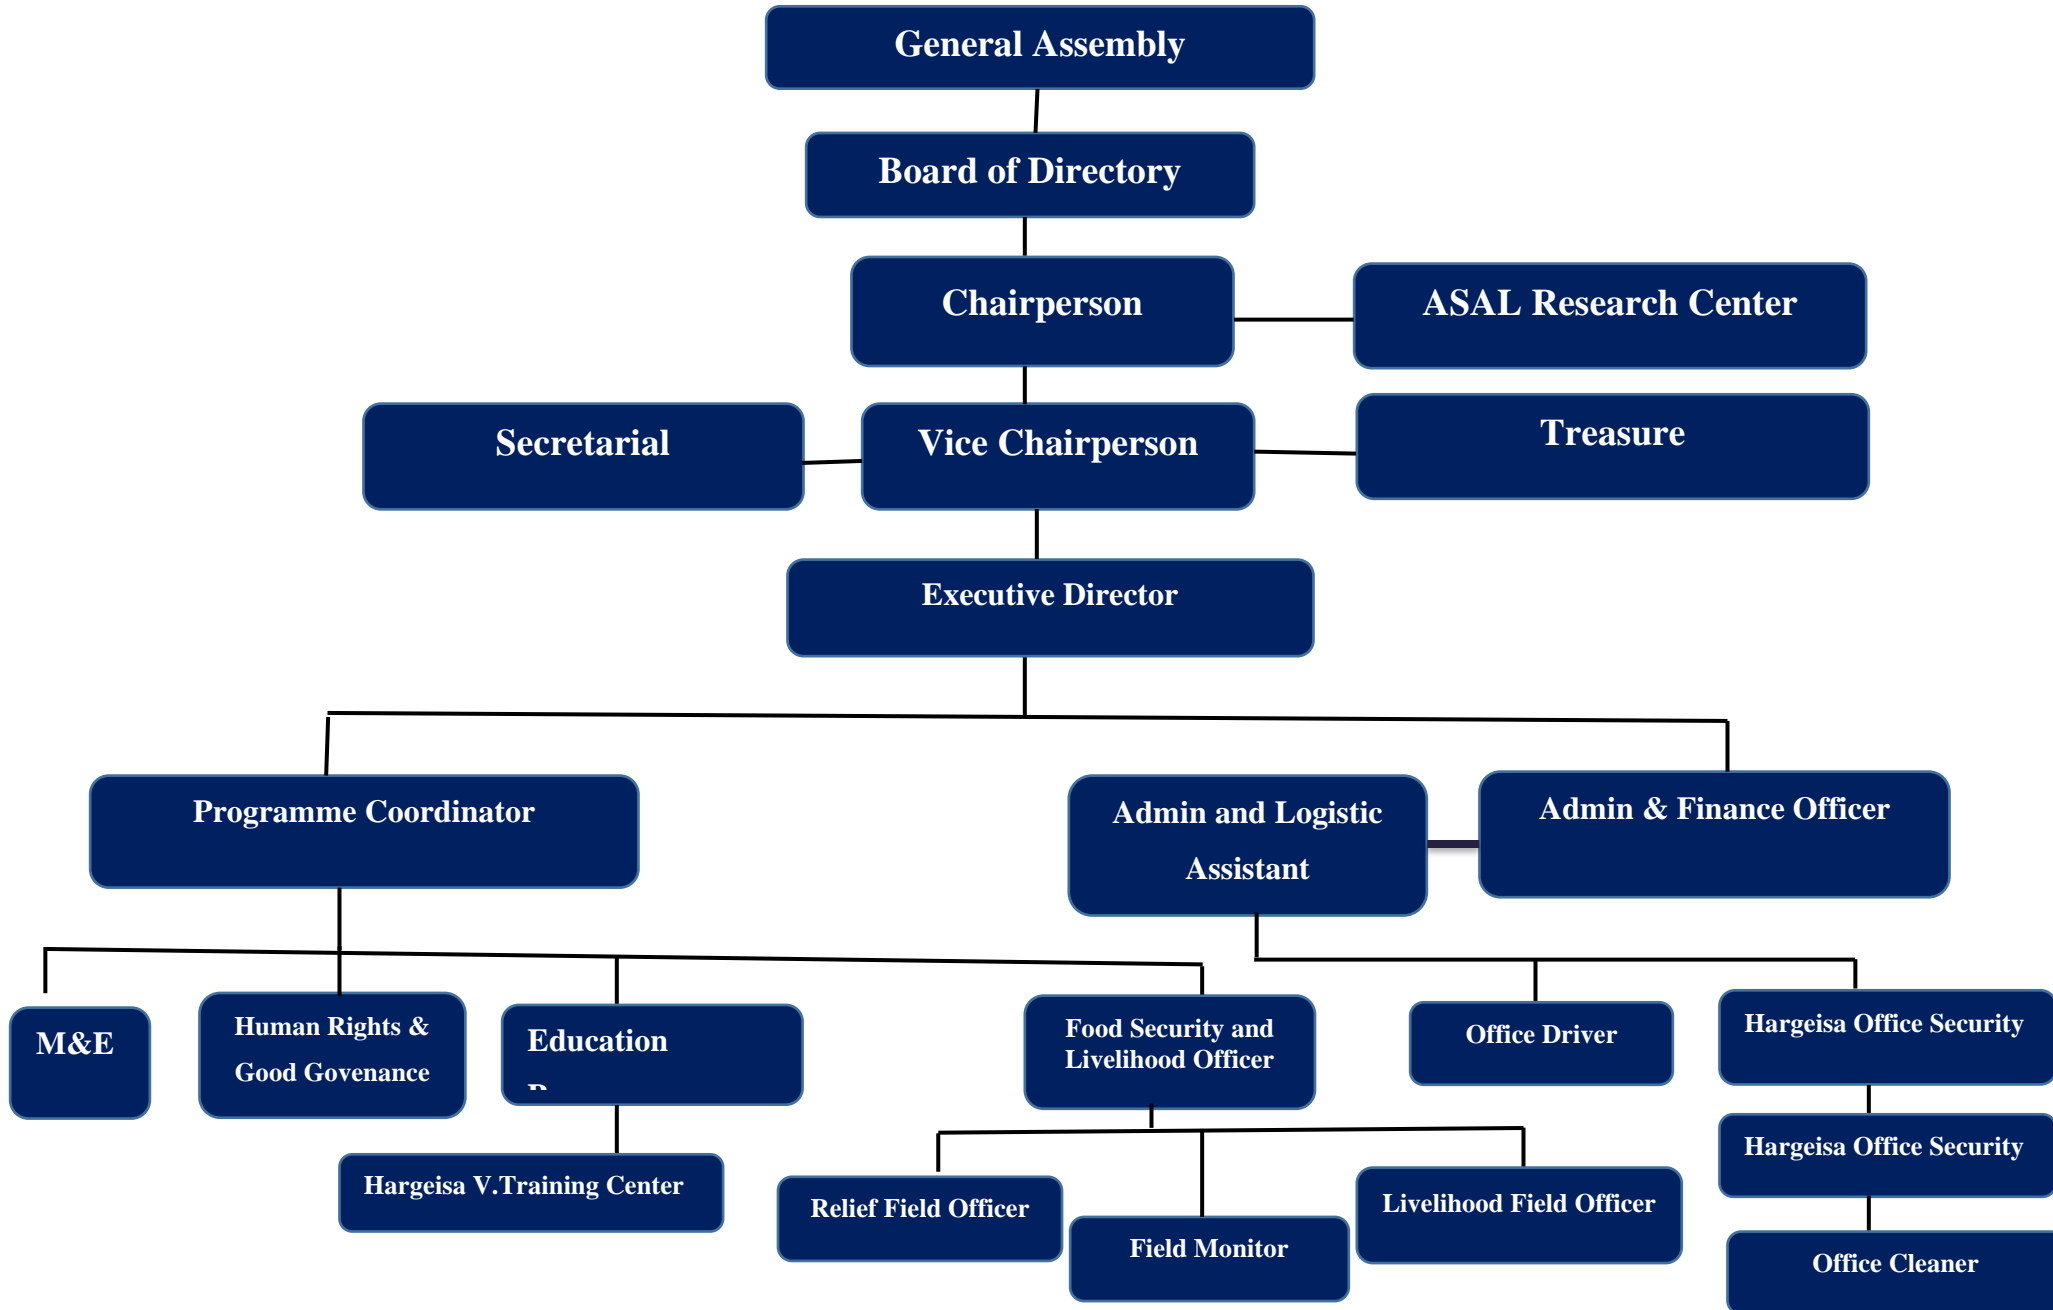 General Assembly
Board of Directory
Chairperson
ASAL Research Center
Secretarial
Vice Chairperson
Treasure
Executive Director
Programme Coordinator
Admin and Logistic
Assistant
Admin & Finance Officer
M&E
Human Rights &
Good Govenance
Education
Food Security and
Livelihood Officer
Office Driver
Hargeisa Office Security
Hargeisa Office Security
Hargeisa V.Training Center
Relief Field Officer
Field Monitor
Livelihood Field Officer
Office Cleaner